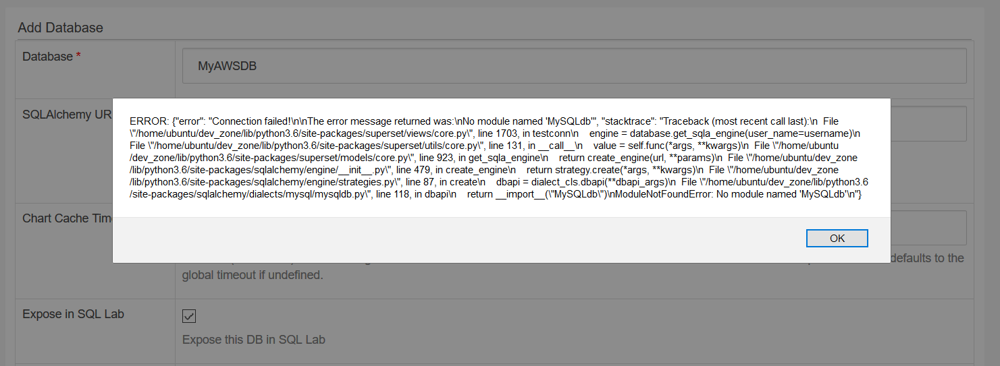 Add Database
Database *
MyAWSDB
SQLAlchemy UR
ERROR: {"error": "Connection failed!\n\nThe error message returned was:\nNo module named 'MySQLdb'", "stacktrace": "Traceback (most recent call last):\n  File
\"/home/ubuntu/dev_zone/lib/python3.6/site-packages/superset/views/core.py\", line 1703, in testconn\n    engine = database.get_sqla_engine(user_name=username)\n
File \"/home/ubuntu/dev_zone/lib/python3.6/site-packages/superset/utils/core.py\", line 131, in __call__\n    value = self.func(*args, **kwargs)\n  File \"/home/ubuntu
/dev_zone/lib/python3.6/site-packages/superset/models/core.py\", line 923, in get_sqla_engine\n    return create_engine(url, **params)\n  File \"/home/ubuntu/dev_zone
/lib/python3.6/site-packages/sqlalchemy/engine/__init__.py\", line 479, in create_engine\n    return strategy.create(*args, **kwargs)\n  File \"/home/ubuntu/dev_zone
/lib/python3.6/site-packages/sqlalchemy/engine/strategies.py\", line 87, in create\n    dbapi = dialect_cls.dbapi(**dbapi_args)\n  File \"/home/ubuntu/dev_zone/lib/python3.6
/site-packages/sqlalchemy/dialects/mysql/mysqldb.py\", line 118, in dbapi\n    return __import__(\"MySQLdb\")\nModuleNotFoundError: No module named 'MySQLdb'\n"}
OK
Chart Cache Tim
defaults to the
global timeout if undefined.
Expose in SQL Lab
Expose this DB in SQL Lab